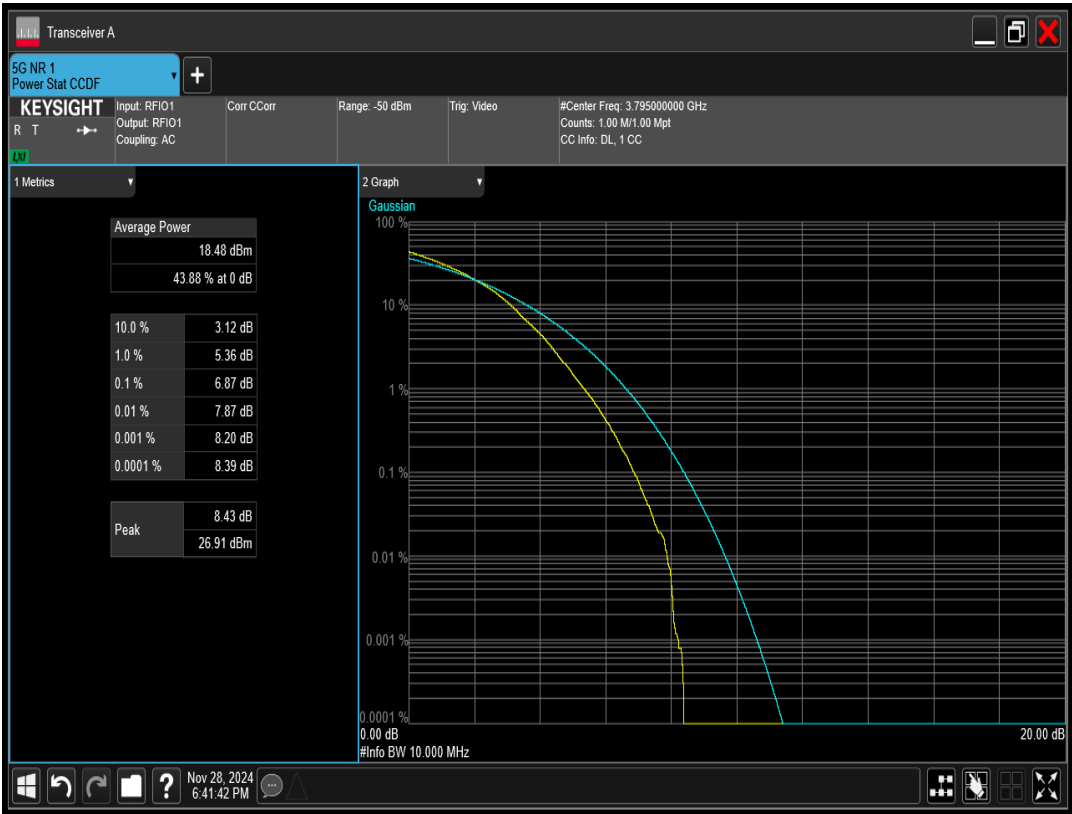 Transceiver A
5G NR 1
Power Stat CCDF
KEYSIGHT
R T
LXI
Input: RFIO1
Output: RFIO1
Coupling: AC
Corr CCorr
Range: -50 dBm
Trig: Video
#Center Freq: 3.795000000 GHz
Counts: 1.00 M/1.00 Mpt
CC Info: DL, 1 CC
1 Metrics
Average Power
18.48 dBm
43.88 % at 0 dB
10.0 % 3.12 dB
1.0 % 5.36 dB
0.1 % 6.87 dB
0.01 % 7.87 dB
0.001 % 8.20 dB
0.0001 % 8.39 dB
Peak
8.43 dB
26.91 dBm
2 Graph
Gaussian
100 %
10 %
1 %
0.1 %
0.01 %
0.001 %
0.0001 %
0.00 dB
20.00 dB
#Info BW 10.000 MHz
?
Nov 28, 2024
6:41:42 PM